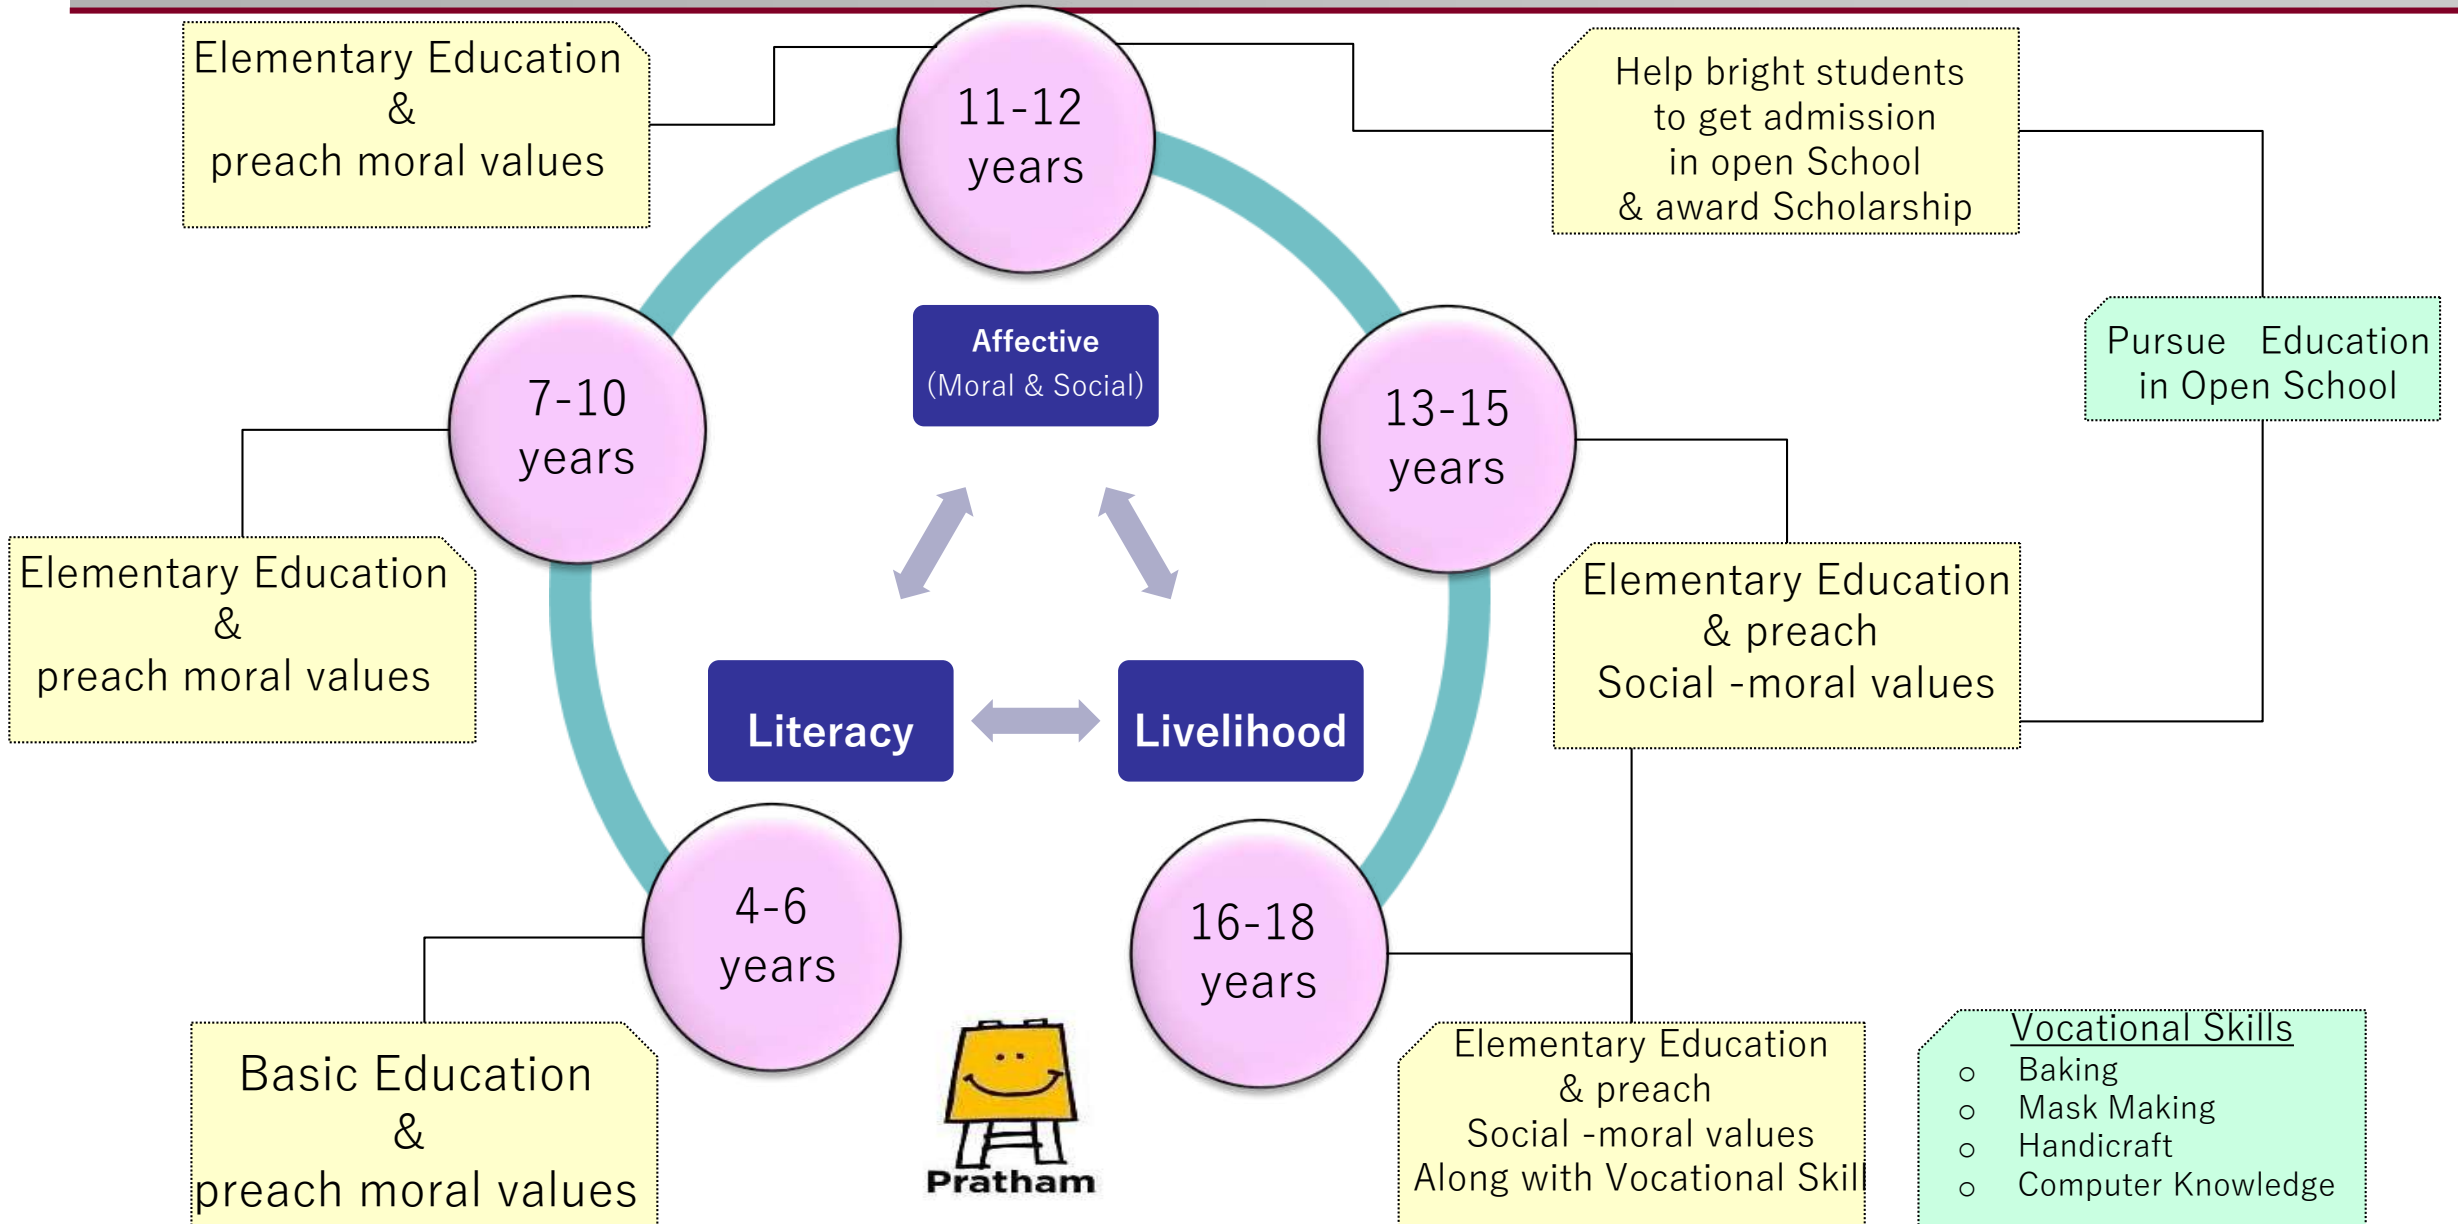 Elementary Education
&
preach moral values
11-12
years
Help bright students
to get admission
in open School
& award Scholarship
Affective
(Moral & Social)
7-10
years
13-15
years
Pursue Education
in Open School
Elementary Education
&
preach moral values
Elementary Education
& preach
Social -moral values
Literacy
Livelihood
4-6
years
16-18
years
Basic Education
&
preach moral values
Pratham
Elementary Education
& preach
Social -moral values
Along with Vocational Skill
Vocational Skills
o Baking
o Mask Making
o Handicraft
o Computer Knowledge